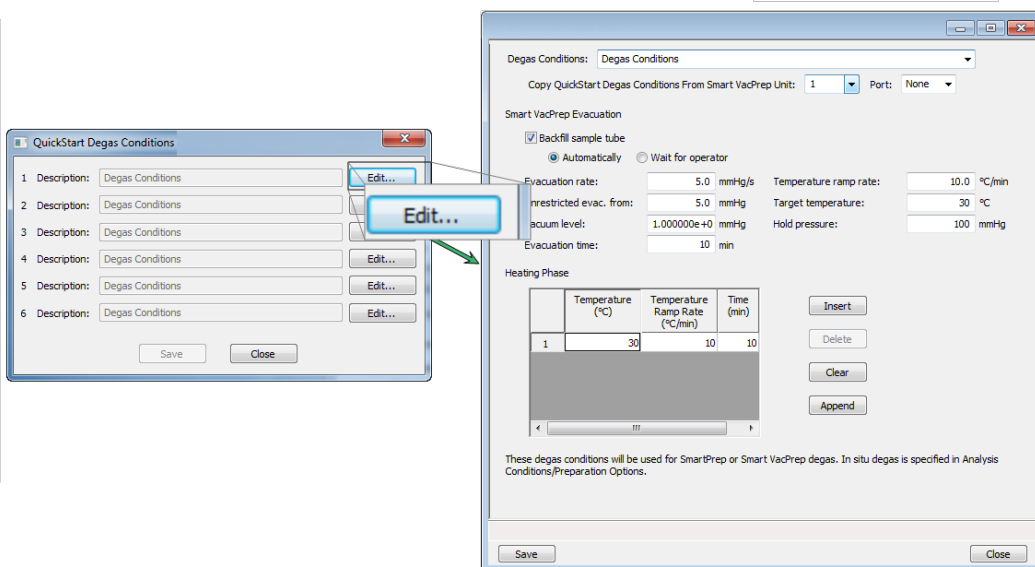 QuickStart Degas Conditions
1 Description: Degas Conditions Edit...
2 Description: Degas Conditions
3 Description: Degas Conditions
4 Description: Degas Conditions Edit...
5 Description: Degas Conditions Edit...
6 Description: Degas Conditions Edit...
Save Close
Edit...
Degas Conditions: Degas Conditions
Copy QuickStart Degas Conditions From Smart VacPrep Unit: 1 Port: None
Smart VacPrep Evacuation
Backfill sample tube
Automatically Wait for operator
Evacuation rate: 5.0 mmHg/s Temperature ramp rate: 10.0 °C/min
nrestricted evac. from: 5.0 mmHg Target temperature: 30 °C
acuum level: 1.000000e+0 mmHg Hold pressure: 100 mmHg
Evacuation time: 10 min
Heating Phase
Temperature (°C) Temperature Ramp Rate (°C/min) Time (min)
1 30 10 10
Insert
Delete
Clear
Append
These degas conditions will be used for SmartPrep or Smart VacPrep degas. In situ degas is specified in Analysis
Conditions/Preparation Options.
Save Close